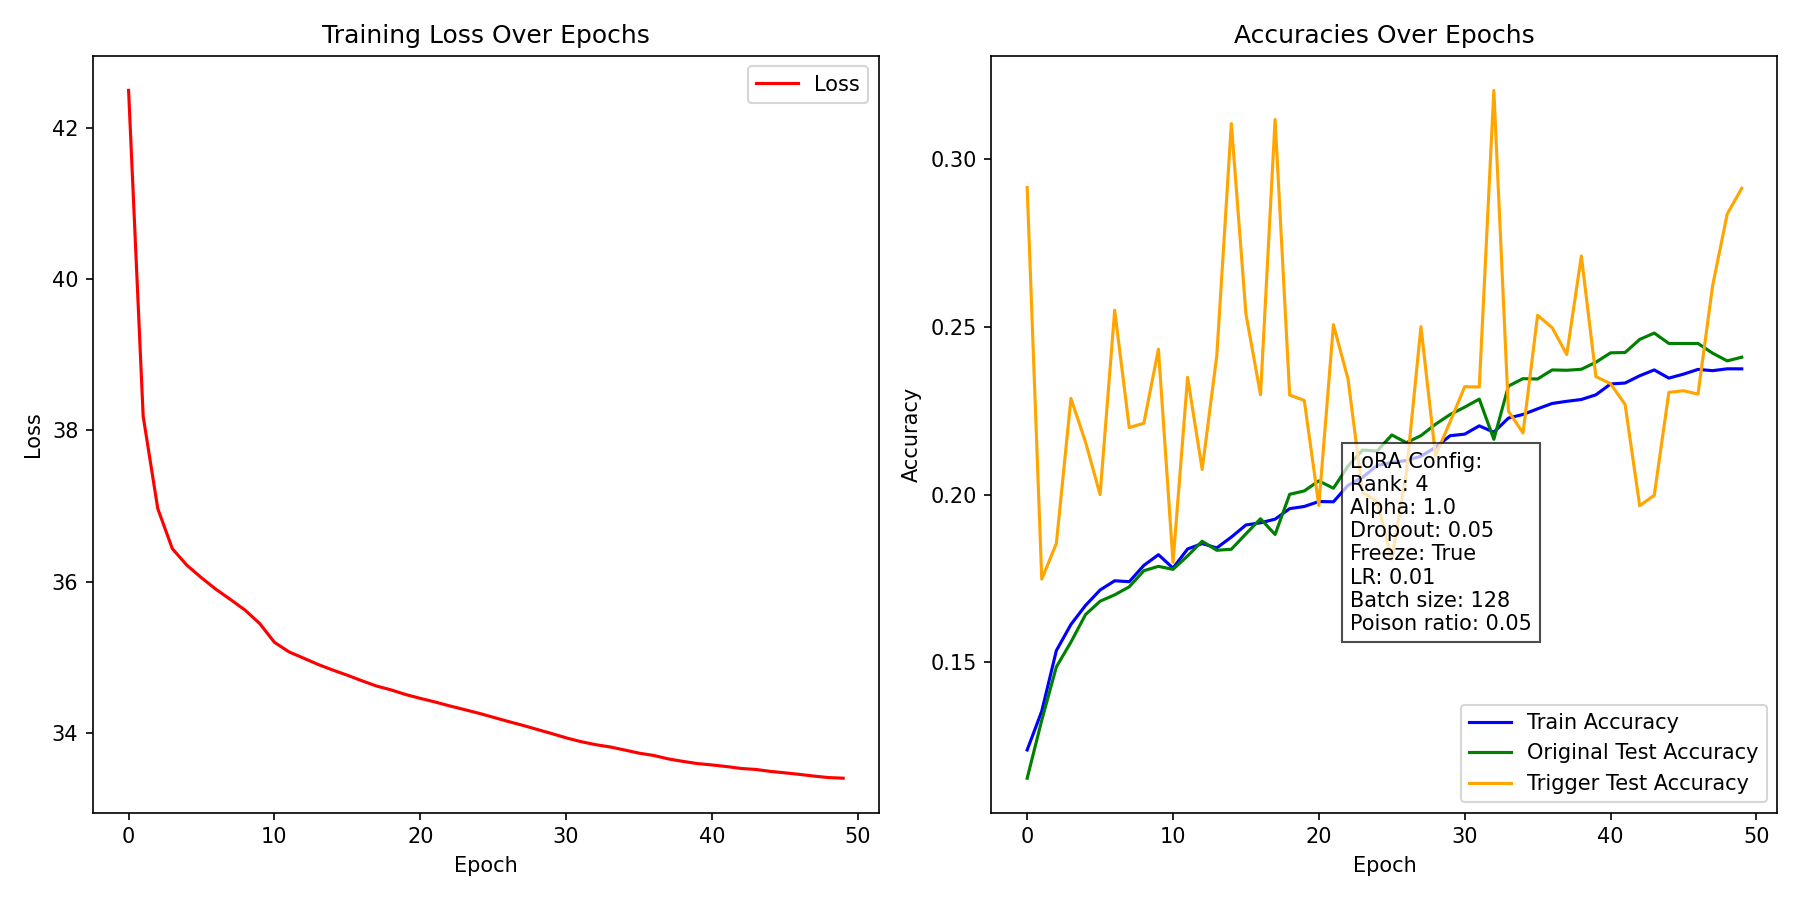 Training Loss Over Epochs
Loss
42
40
38
36
34
Loss
0 10 20 30 40 50
Epoch
Accuracies Over Epochs
0.30
0.25
0.20
0.15
Accuracy
LoRA Config:
Rank: 4
Alpha: 1.0
Dropout: 0.05
Freeze: True
LR: 0.01
Batch size: 128
Poison ratio: 0.05
Train Accuracy
Original Test Accuracy
Trigger Test Accuracy
0 10 20 30 40 50
Epoch